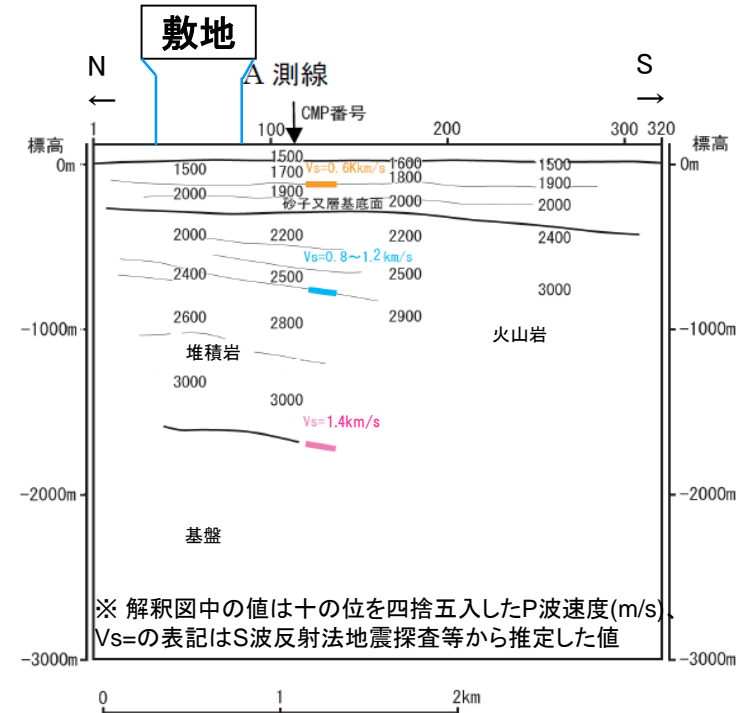 敷地
N
A 測線
S
←
↓
CMP番号
→
1
100
200
300 320
標高
標高
0m
0m
1500
1500
1600
1500
1700
Vs=0.6Kkm/s
1800
1900
2000
1900
2000
2000
砂子又層基底面
2000
2200
2200
2400
Vs=0.8~1.2km/s
2400
2500
2500
3000
2600
2800
2900
-1000m
-1000m
火山岩
堆積岩
3000
3000
Vs=1.4km/s
-2000m
-2000m
基盤
※ 解釈図中の値は十の位を四捨五入したP波速度(m/s)、
Vs=の表記はS波反射法地震探査等から推定した値
-3000m
-3000m
0
1
2km